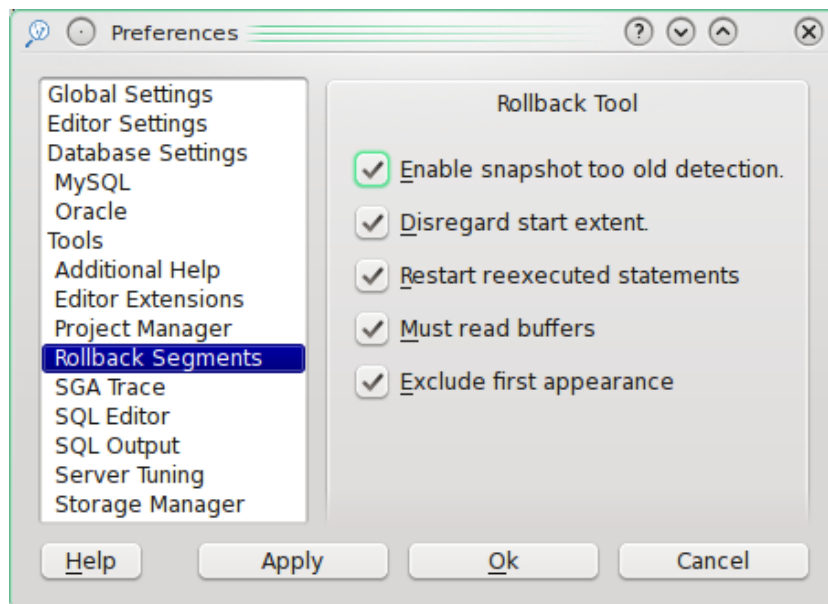 Preferences
Global Settings
Editor Settings
Database Settings
MySQL
Oracle
Tools
Additional Help
Editor Extensions
Project Manager
Rollback Segments
SGA Trace
SQL Editor
SQL Output
Server Tuning
Storage Manager
Rollback Tool
Enable snapshot too old detection.
Disregard start extent.
Restart reexecuted statements
Must read buffers
Exclude first appearance
Help
Apply
Ok
Cancel